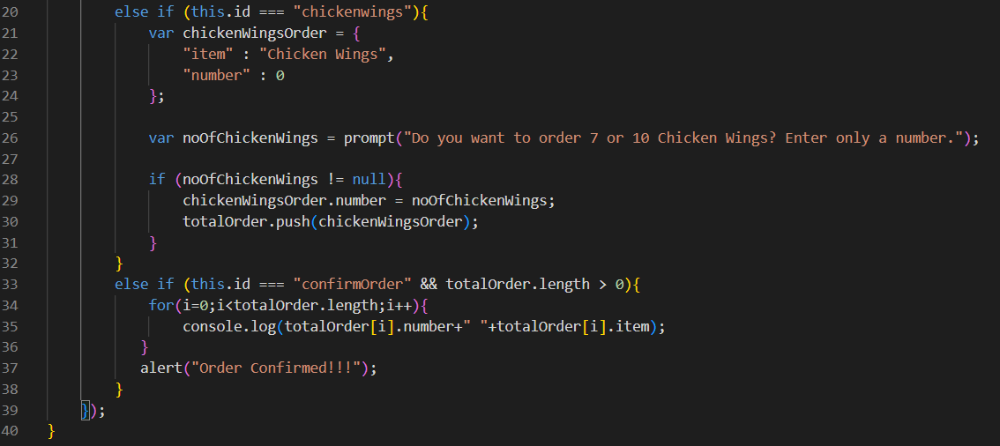 20 else if (this.id === "chickenwings"){
21 var chickenWingsOrder = {
22 "item" : "Chicken Wings",
23 "number" : 0
24 };
25
26 var noOfChickenWings = prompt("Do you want to order 7 or 10 Chicken Wings? Enter only a number.");
27
28 if (noOfChickenWings != null){
29 chickenWingsOrder.number = noOfChickenWings;
30 totalOrder.push(chickenWingsOrder);
31 }
32 }
33 else if (this.id === "confirmOrder" && totalOrder.length > 0){
34 for(i=0;i<totalOrder.length;i++){
35 console.log(totalOrder[i].number+" "+totalOrder[i].item);
36 }
37 alert("Order Confirmed!!!");
38 }
39 });
40 }